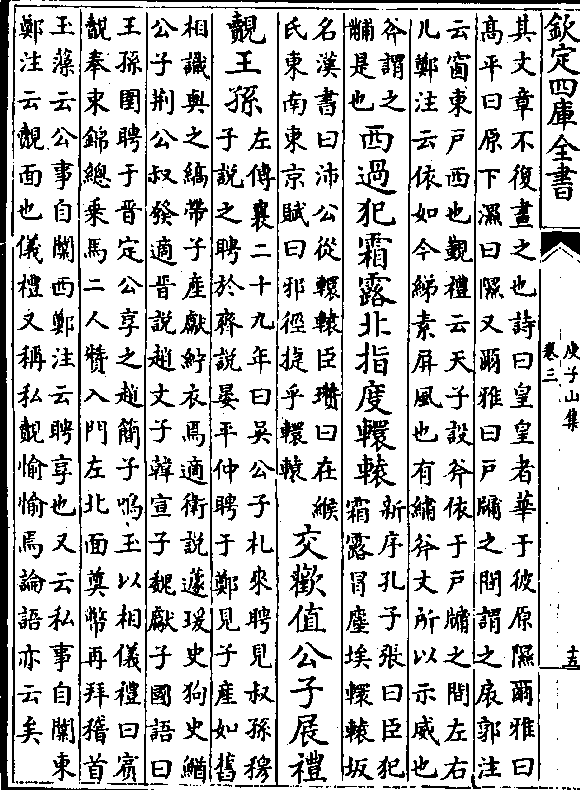 欽定四庫全書
庾子山集
卷三
十五
其文章不復畫之也詩曰皇皇者華于彼原隰爾雅曰
髙平曰原下濕曰隰又爾雅曰戸牖之間謂之扆郭注
云窗東戸西也覲禮云天子設斧依于戸牖之間左右
几鄭注云依如今綈素屏風也有繡斧文所以示威也
斧謂之
黼是也
西過犯霜露北指度轘轅
新序孔子張曰臣犯
霜露冒塵埃轘轅坂
名漢書曰沛公從轘轅臣瓚曰在緱
氏東南東京賦曰邪徑捷乎轘轅
交歡值公子展禮
覿王孫
左傳襄二十九年曰吳公子札來聘見叔孫穆
子說之聘於齊說晏平仲聘于鄭見子産如舊
相識與之縞帶子産獻紵衣焉適衛說蘧瑗史狗史鰌
公子荆公叔發適晉說趙文子韓宣子魏獻子國語曰
王孫圉聘于晉定公享之趙簡子鳴玉以相儀禮曰賓
覿奉束錦總乘馬二人贊入門左北面奠幣再拜稽首
玉藻云公事自闑西鄭注云聘享也又云私事自闑東
鄭注云覿面也儀禮又稱私覿愉愉焉論語亦云矣